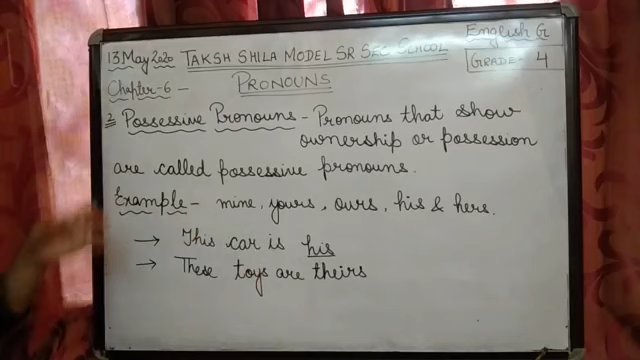 English G
13 May 2020 TAKSH SHILA MODEL SR SEC SCHOOL
GRADE- 4
Chapter-6 - PRONOUNS
2. Possessive Pronouns - Pronouns that show
ownership or possession
are called possessive pronouns.
Example - mine, yours, ours, his & hers.
→ This car is his
→ These toys are theirs